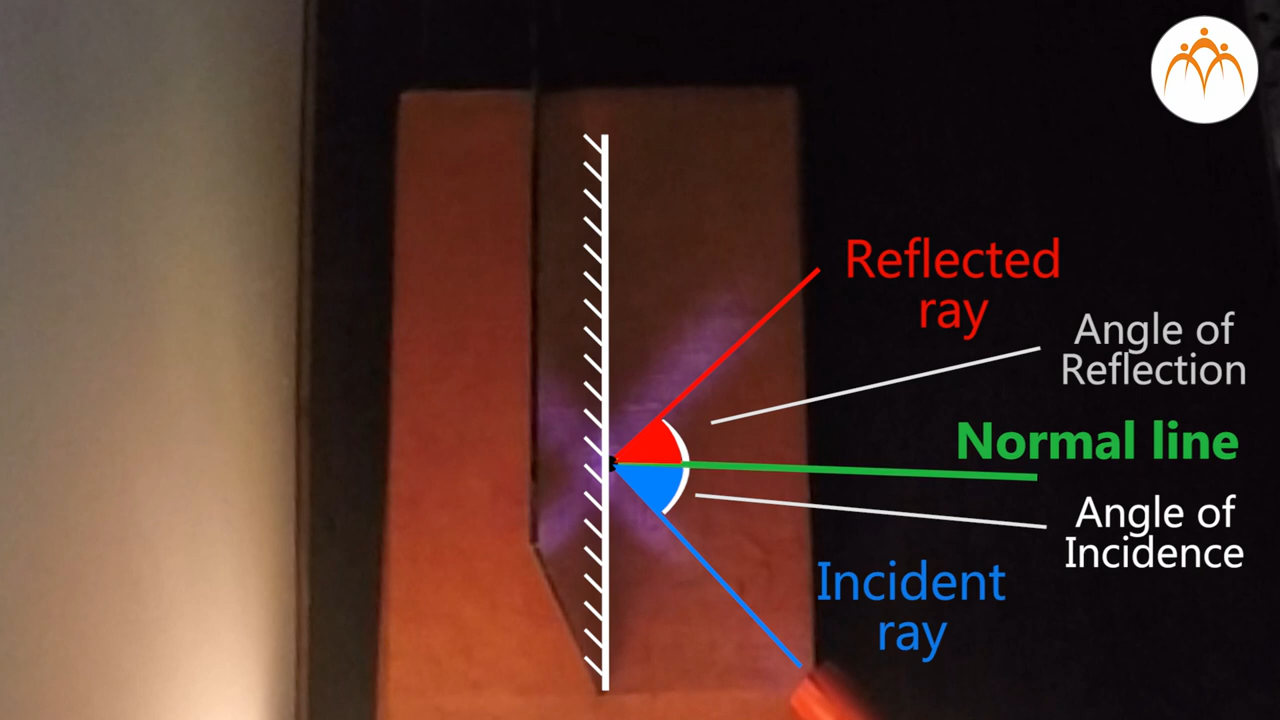 Reflected
ray
Angle of
Reflection
Normal line
Angle of
Incidence
Incident
ray